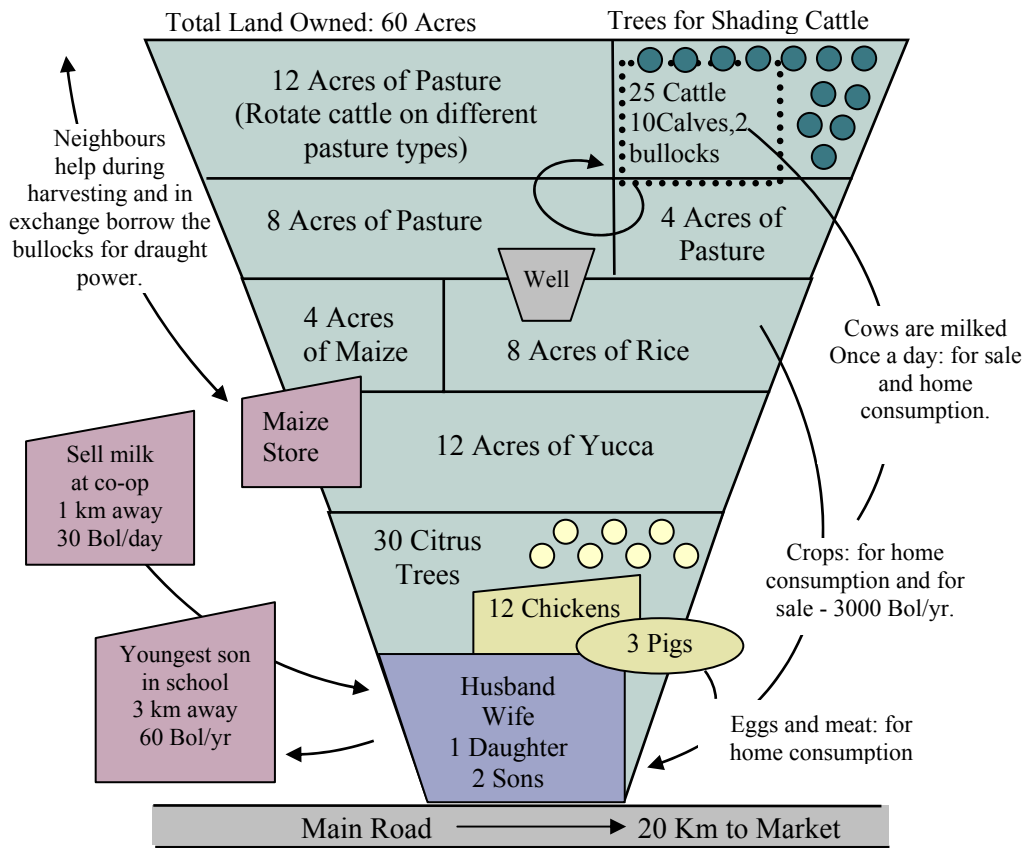 Total Land Owned: 60 Acres
Trees for Shading Cattle
12 Acres of Pasture
(Rotate cattle on different
pasture types)
25 Cattle
10Calves,2
bullocks
Neighbours
help during
harvesting and in
exchange borrow the
bullocks for draught
power.
8 Acres of Pasture
4 Acres of
Pasture
Well
4 Acres
of Maize
8 Acres of Rice
Cows are milked
Once a day: for sale
and home
consumption.
Maize
Store
12 Acres of Yucca
Sell milk
at co-op
1 km away
30 Bol/day
30 Citrus
Trees
Crops: for home
consumption and for
sale - 3000 Bol/yr.
12 Chickens
3 Pigs
Youngest son
in school
3 km away
60 Bol/yr
Husband
Wife
1 Daughter
2 Sons
Eggs and meat: for
home consumption
Main Road
20 Km to Market